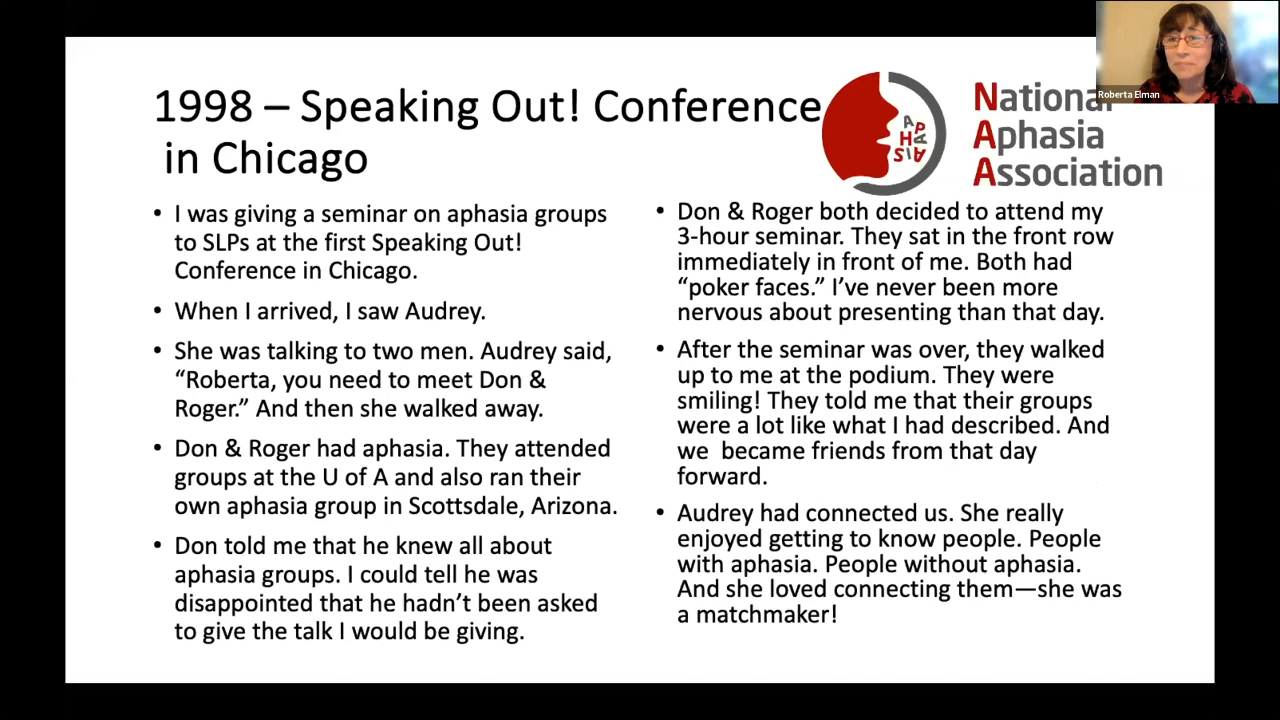 1998 – Speaking Out! Conference
in Chicago
National
Aphasia
Association
APHASIA
Roberta Elman
• I was giving a seminar on aphasia groups
to SLPs at the first Speaking Out!
Conference in Chicago.
• When I arrived, I saw Audrey.
• She was talking to two men. Audrey said,
“Roberta, you need to meet Don &
Roger.” And then she walked away.
• Don & Roger had aphasia. They attended
groups at the U of A and also ran their
own aphasia group in Scottsdale, Arizona.
• Don told me that he knew all about
aphasia groups. I could tell he was
disappointed that he hadn’t been asked
to give the talk I would be giving.
• Don & Roger both decided to attend my
3-hour seminar. They sat in the front row
immediately in front of me. Both had
“poker faces.” I’ve never been more
nervous about presenting than that day.
• After the seminar was over, they walked
up to me at the podium. They were
smiling! They told me that their groups
were a lot like what I had described. And
we became friends from that day
forward.
• Audrey had connected us. She really
enjoyed getting to know people. People
with aphasia. People without aphasia.
And she loved connecting them—she was
a matchmaker!